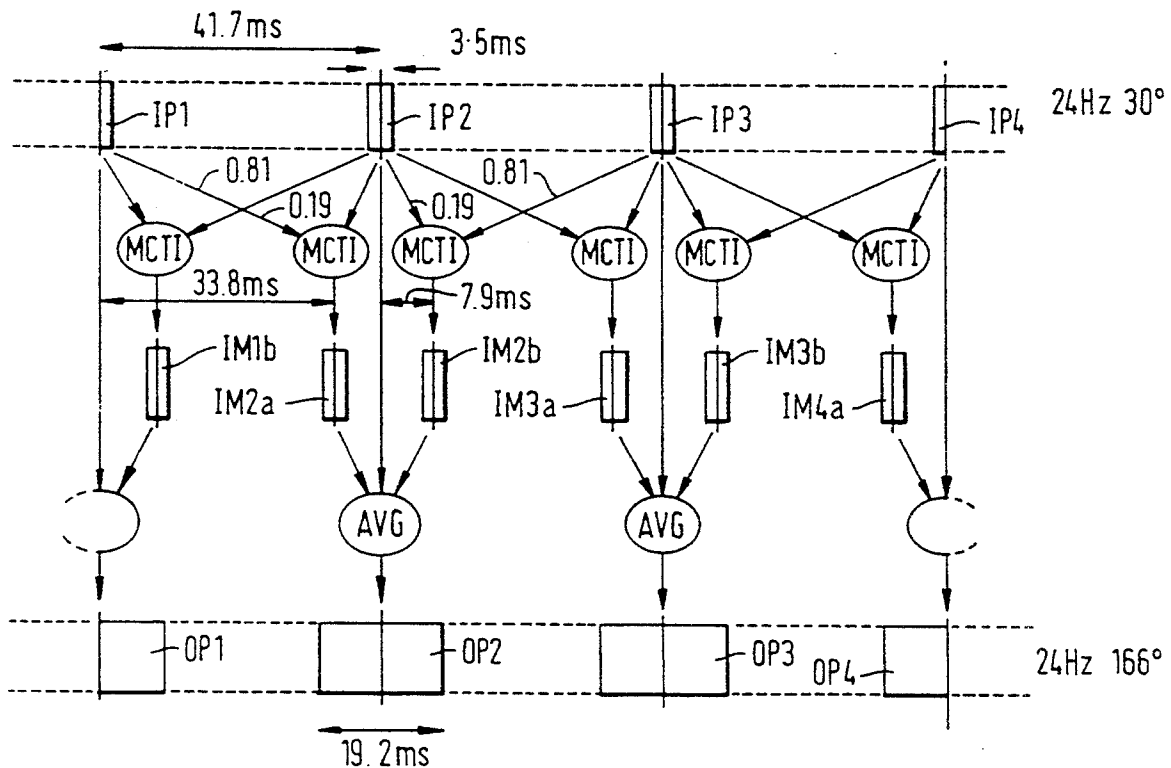 41.7ms
3·5ms
IP1
IP2
IP3
IP4
24Hz 30°
0.81
0.19
0.19
0.81
MCTI
MCTI
MCTI
MCTI
MCTI
MCTI
33.8ms
7.9ms
IM1b
IM2a
IM2b
IM3a
IM3b
IM4a
AVG
AVG
OP1
OP2
OP3
OP4
24Hz 166°
19.2ms